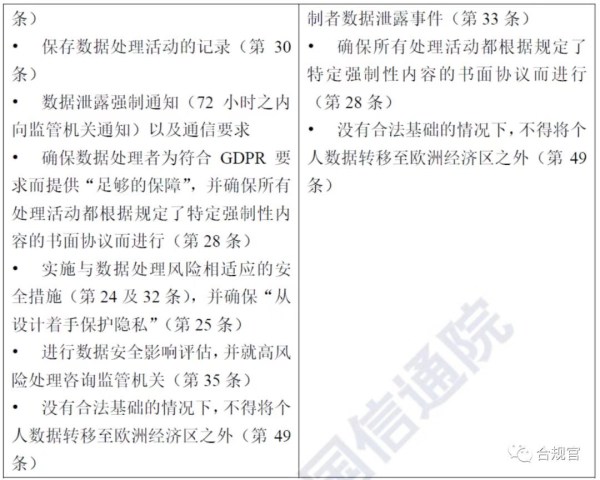 条）
• 保存数据处理活动的记录（第 30
条）
• 数据泄露强制通知（72 小时之内
向监管机关通知）以及通信要求
• 确保数据处理者为符合 GDPR 要
求而提供“足够的保障”，并确保所有
处理活动都根据规定了特定强制性内
容的书面协议而进行（第 28 条）
• 实施与数据处理风险相适应的安
全措施（第 24 及 32 条），并确保“从
设计着手保护隐私”（第 25 条）
• 进行数据安全影响评估，并就高风
险处理咨询监管机关（第 35 条）
• 没有合法基础的情况下，不得将个
人数据转移至欧洲经济区之外（第 49
条）
制者数据泄露事件（第 33 条）
• 确保所有处理活动都根据规定了
特定强制性内容的书面协议而进行
（第 28 条）
• 没有合法基础的情况下，不得将个
人数据转移至欧洲经济区之外（第 49
条）
国信通院
台规官